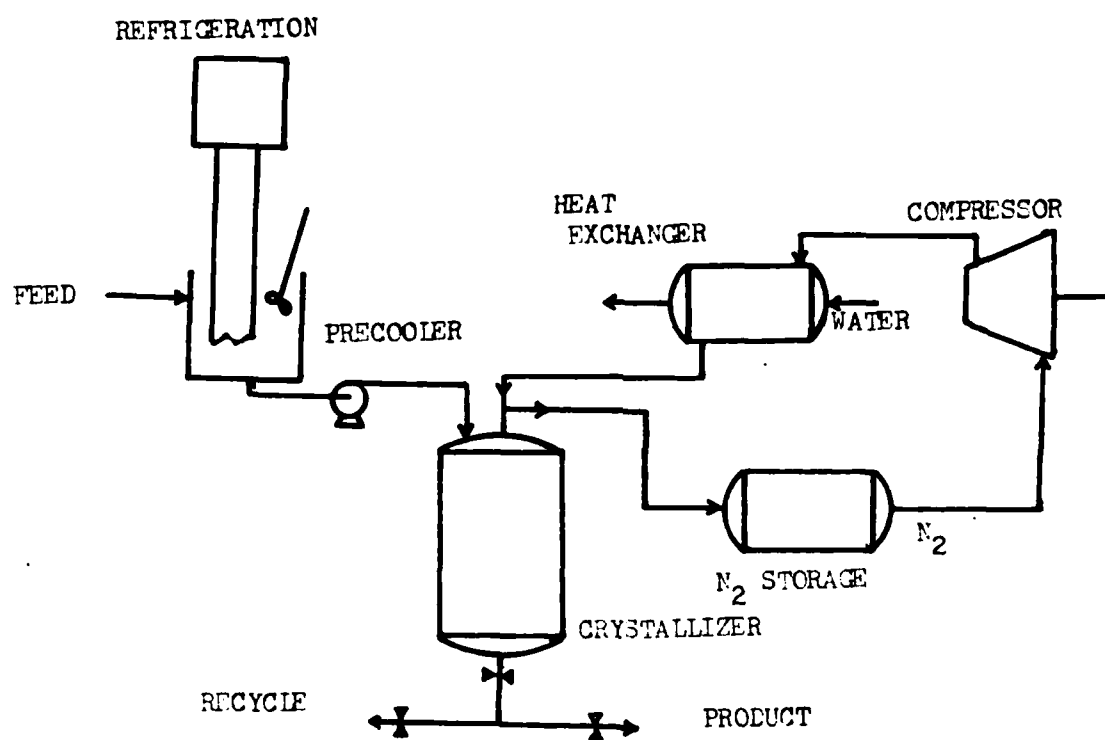 REFRIGERATION
HEAT
EXCHANGER
COMPRESSOR
FEED
PRECOOLER
WATER
N₂
N₂ STORAGE
CRYSTALLIZER
RECYCLE
PRODUCT